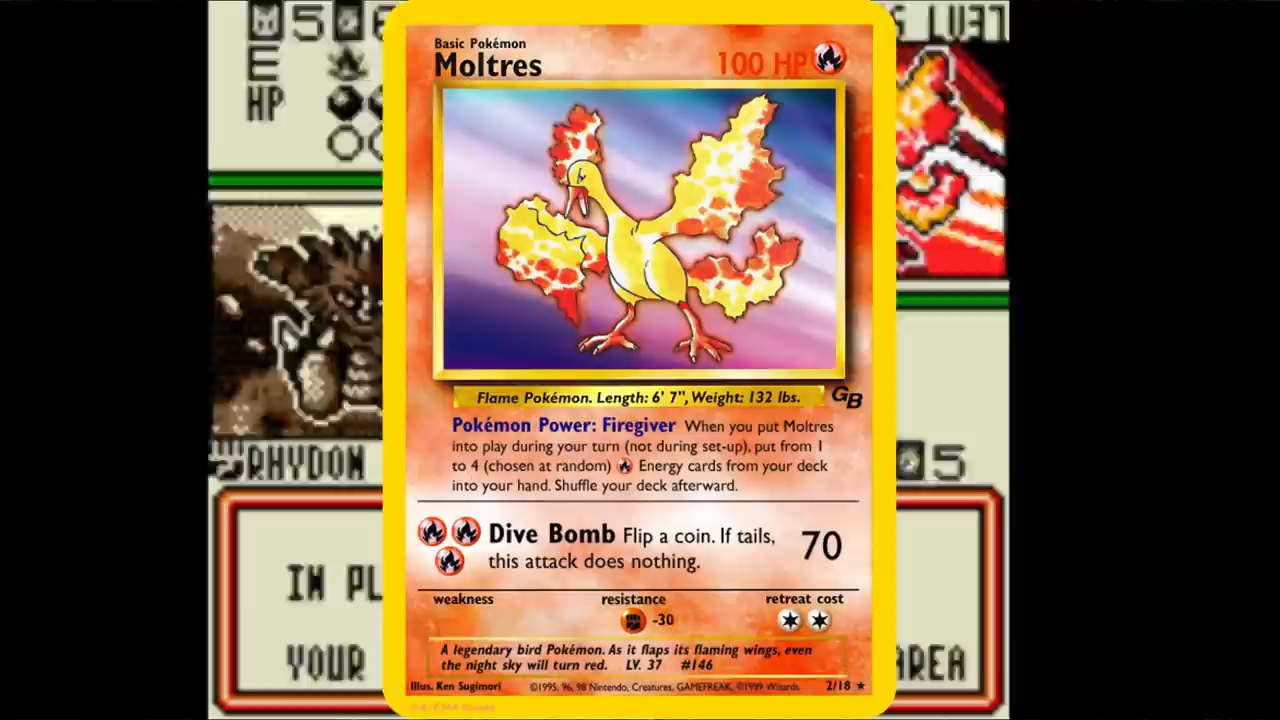 5
LV37
E
HP
Basic Pokémon
Moltres
100 HP
Flame Pokémon. Length: 6' 7", Weight: 132 lbs.
GB
Pokémon Power: Firegiver When you put Moltres
into play during your turn (not during set-up), put from 1
to 4 (chosen at random) Energy cards from your deck
into your hand. Shuffle your deck afterward.
RHYDON
5
Dive Bomb Flip a coin. If tails,
this attack does nothing.
70
IN PL
YOUR
AREA
weakness
resistance
retreat cost
-30
A legendary bird Pokémon. As it flaps its flaming wings, even
the night sky will turn red. LV. 37 #146
Illus. Ken Sugimori
©1995, 96, 98 Nintendo, Creatures, GAMEFREAK, ©1999 Wizards.
2/18 ★